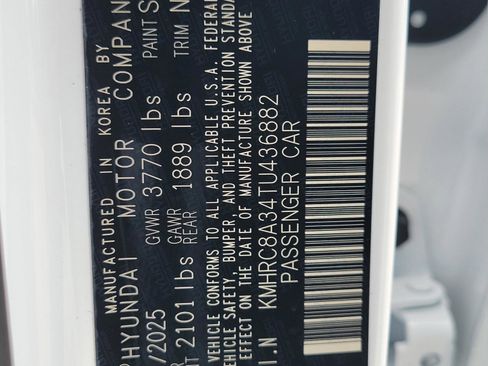 MANUFACTURED IN KOREA BY
HYUNDAI MOTOR COMPAN
/2025 GVWR 3770 lbs PAINT
2101 lbs GAWR REAR 1889 lbs TRIM N
VEHICLE CONFORMS TO ALL APPLICABLE U.S.A. FEDERA
VEHICLE SAFETY, BUMPER, AND THEFT PREVENTION STANDA
EFFECT ON THE DATE OF MANUFACTURE SHOWN ABOVE
I.N KMHRC8A34TU436882
PASSENGER CAR